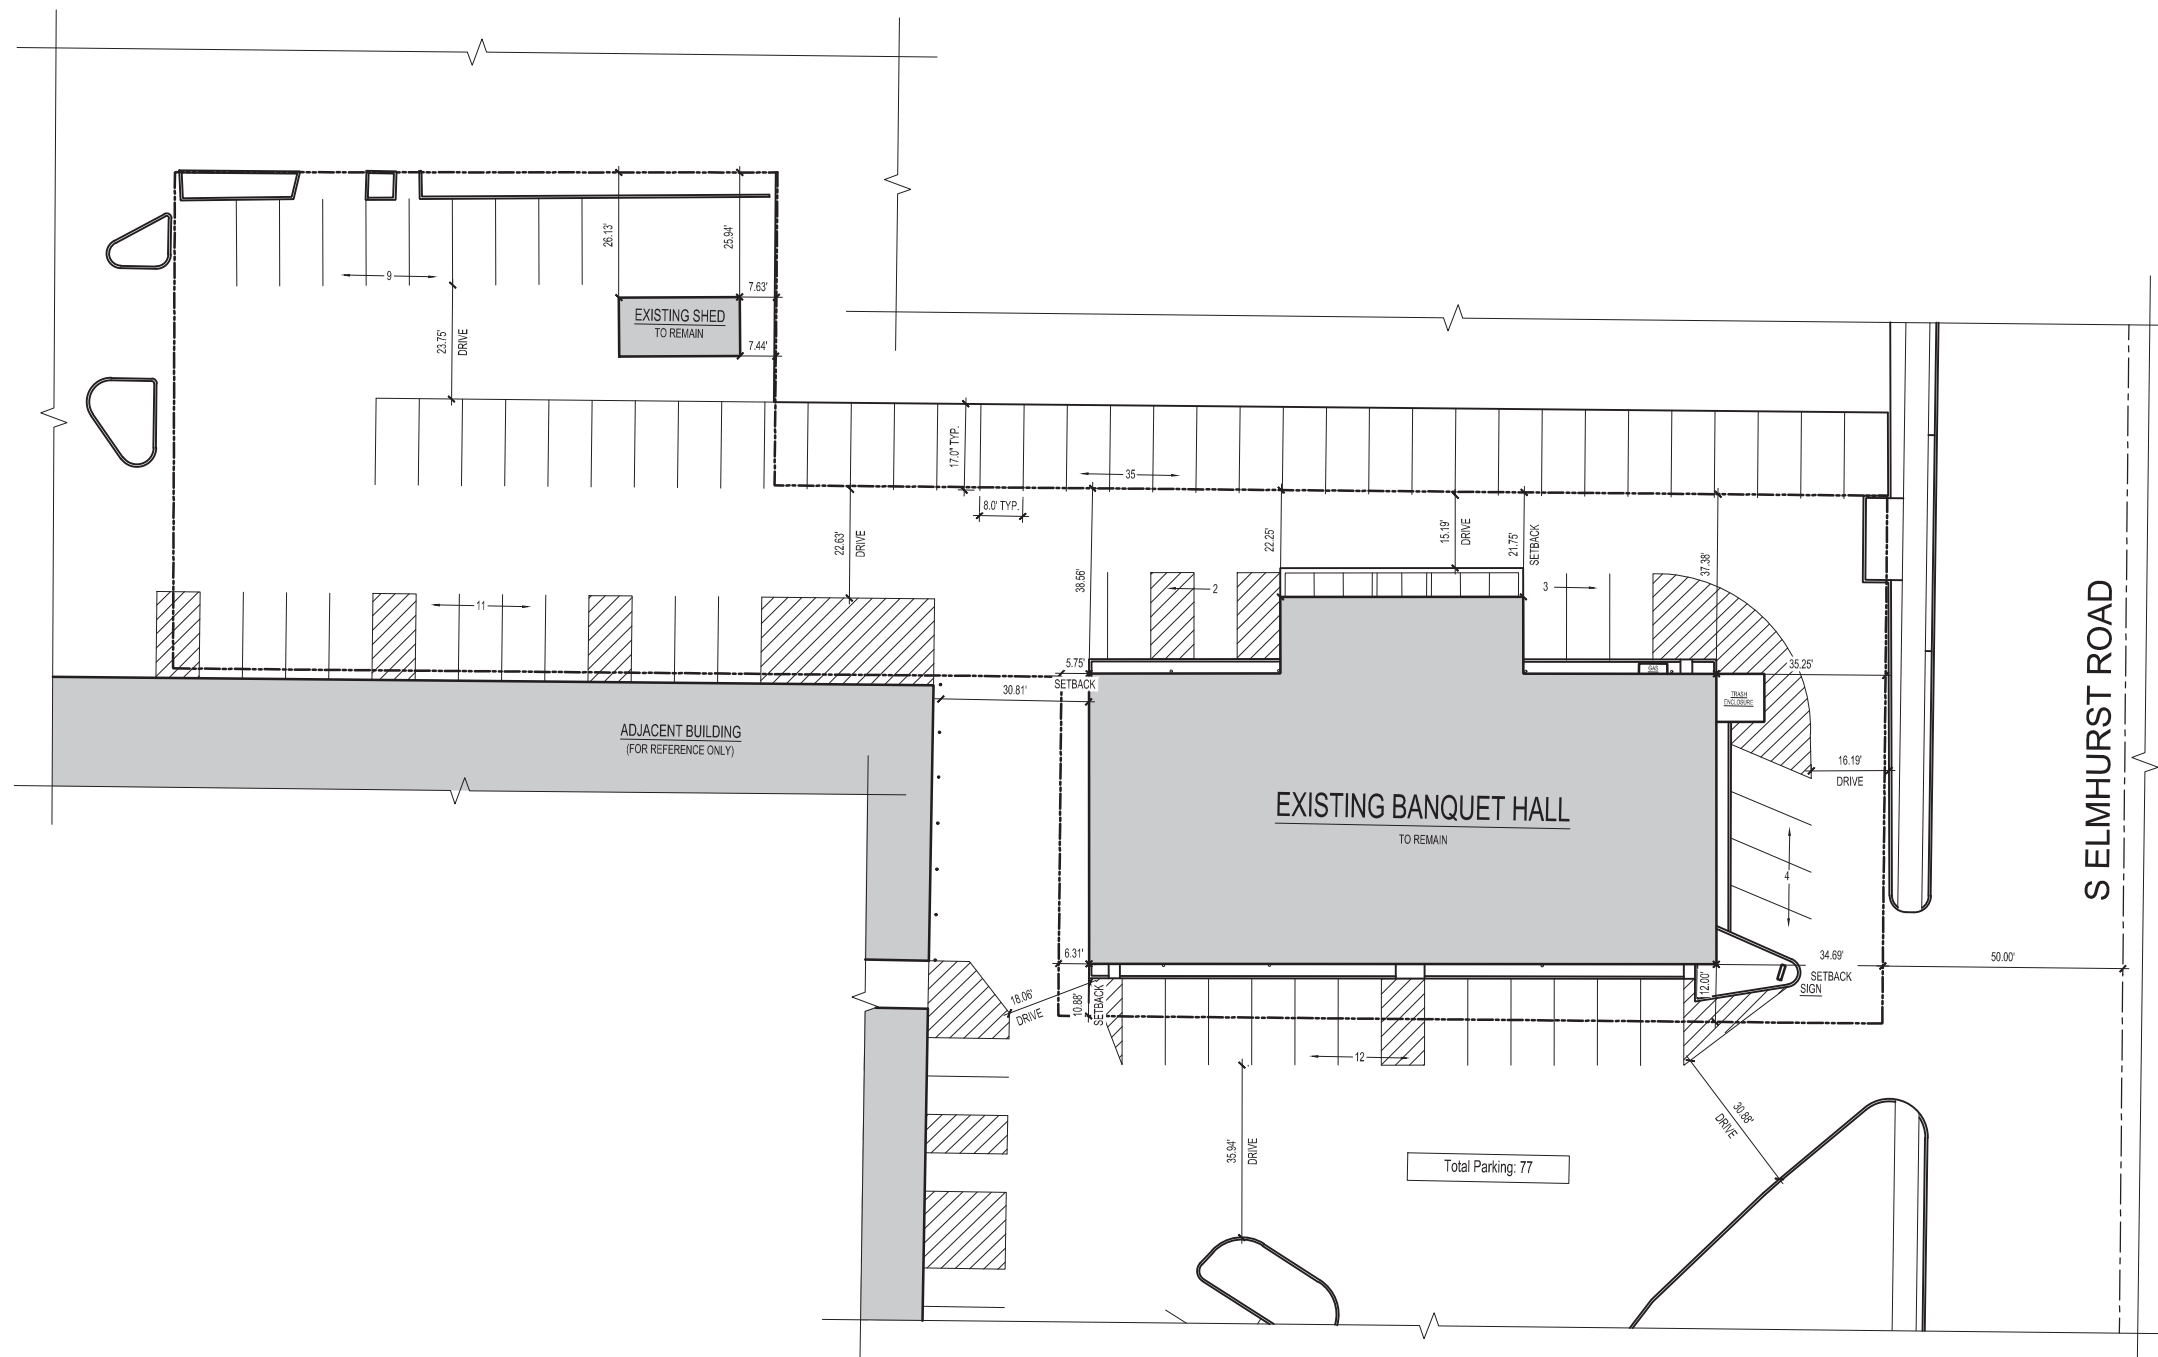 26.13'
25.94'
9
7.63'
EXISTING SHED
TO REMAIN
23.75'
DRIVE
7.44'
17.0" TYP.
35
8.0' TYP.
22.63'
DRIVE
38.56'
22.25'
15.19'
DRIVE
21.75'
SETBACK
37.38'
11
2
3
5.75'
SETBACK
30.81'
GAS
35.25'
TRASH
ENCLOSURE
ADJACENT BUILDING
(FOR REFERENCE ONLY)
16.19'
DRIVE
EXISTING BANQUET HALL
TO REMAIN
4
S ELMHURST ROAD
6.31'
34.69'
SETBACK
SIGN
50.00'
18.06'
DRIVE
10.88'
SETBACK
12.00'
12
35.94'
DRIVE
30.88'
DRIVE
Total Parking: 77